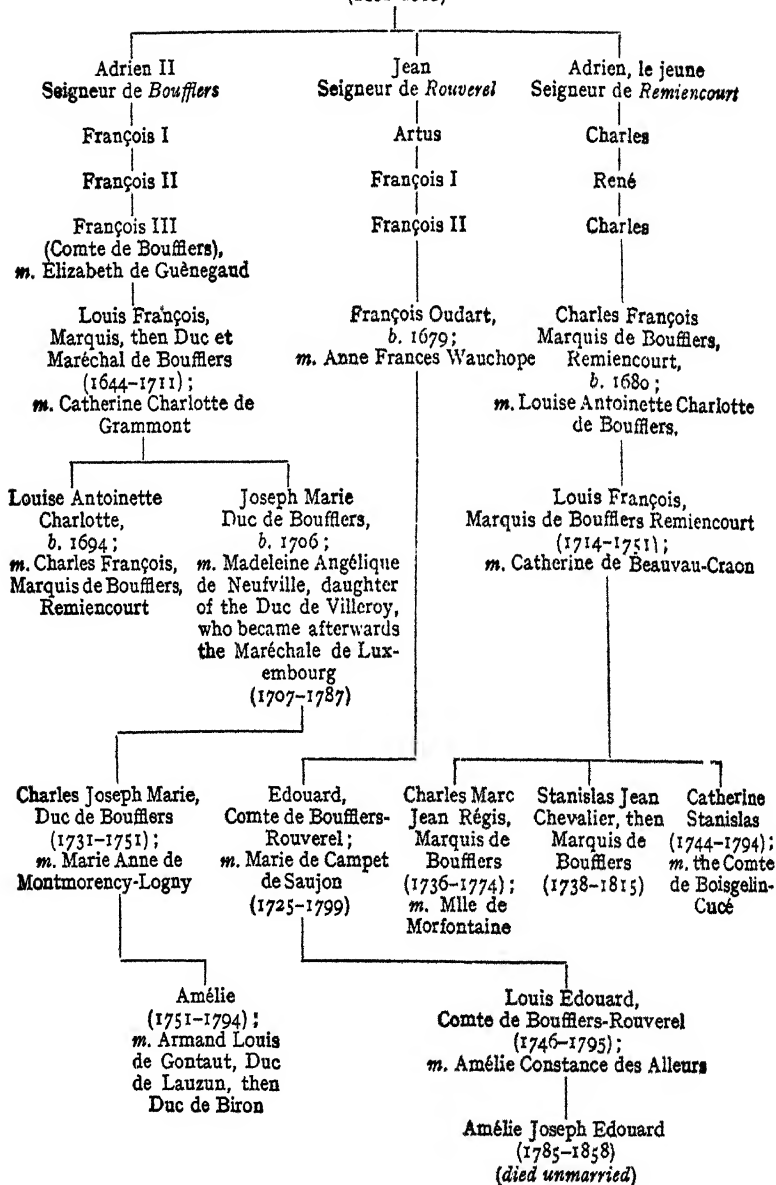 Adrien II
Seigneur de Boufflers
Jean
Seigneur de Rouverel
Adrien, le jeune
Seigneur de Remiencourt
François I
Artus
Charles
François II
François I
René
François III
(Comte de Boufflers),
m. Elizabeth de Guènegaud
François II
Charles
Louis François,
Marquis, then Duc et
Maréchal de Boufflers
(1644–1711);
m. Catherine Charlotte de
Grammont
François Oudart,
b. 1679;
m. Anne Frances Wauchope
Charles François
Marquis de Boufflers,
Remiencourt,
b. 1680;
m. Louise Antoinette Charlotte
de Boufflers,
Louise Antoinette
Charlotte,
b. 1694;
m. Charles François,
Marquis de Boufflers,
Remiencourt
Joseph Marie
Duc de Boufflers,
b. 1706;
m. Madeleine Angélique
de Neufville, daughter
of the Duc de Villeroy,
who became afterwards
the Maréchale de Lux-
embourg
(1707–1787)
Louis François,
Marquis de Boufflers Remiencourt
(1714–1751);
m. Catherine de Beauvau-Craon
Charles Joseph Marie,
Duc de Boufflers
(1731–1751);
m. Marie Anne de
Montmorency-Logny
Edouard,
Comte de Boufflers-
Rouverel;
m. Marie de Campet
de Saujon
(1725–1799)
Charles Marc
Jean Régis,
Marquis de
Boufflers
(1736–1774);
m. Mlle de
Morfontaine
Stanislas Jean
Chevalier, then
Marquis de
Boufflers
(1738–1815)
Catherine
Stanislas
(1744–1794);
m. the Comte
de Boisgelin-
Cucé
Amélie
(1751–1794);
m. Armand Louis
de Gontaut, Duc
de Lauzun, then
Duc de Biron
Louis Edouard,
Comte de Boufflers-Rouverel
(1746–1795);
m. Amélie Constance des Alleurs
Amélie Joseph Edouard
(1785–1858)
(died unmarried)